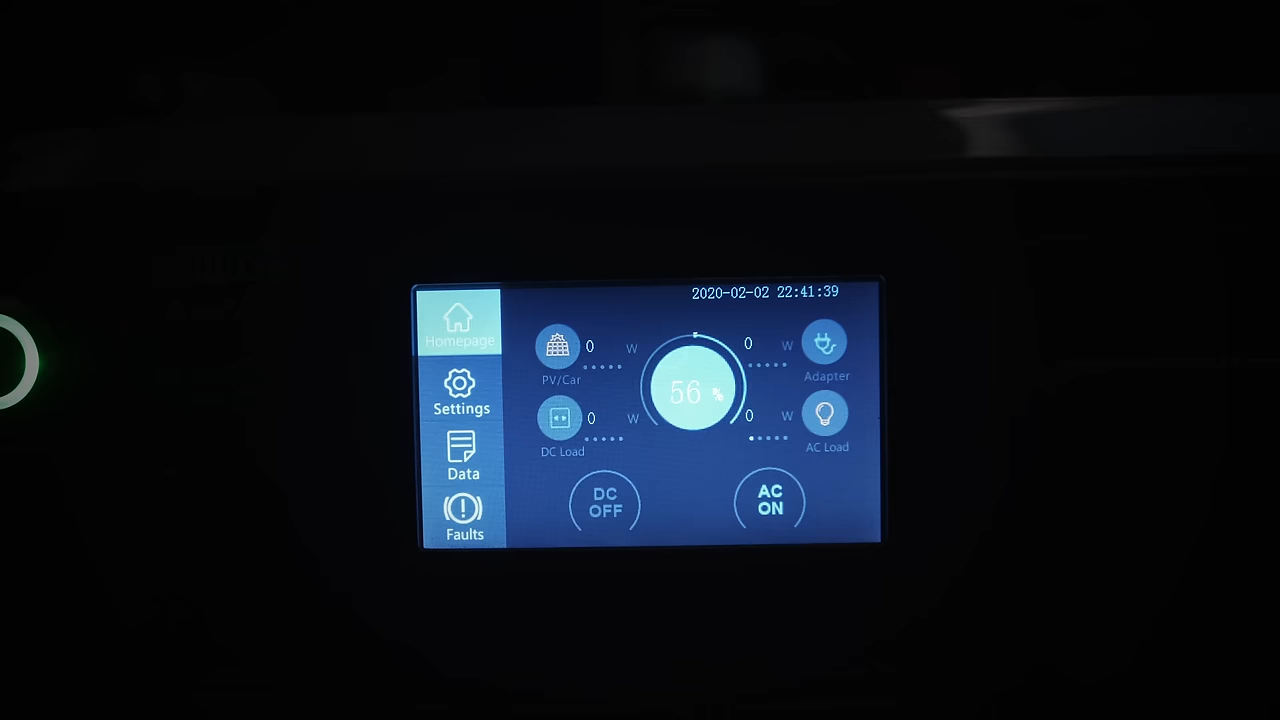 2020-02-02 22:41:39
Homepage
Settings
Data
Faults
0 W
PV/Car
0 W
DC Load
56 %
0 W
Adapter
0 W
AC Load
DC
OFF
AC
ON